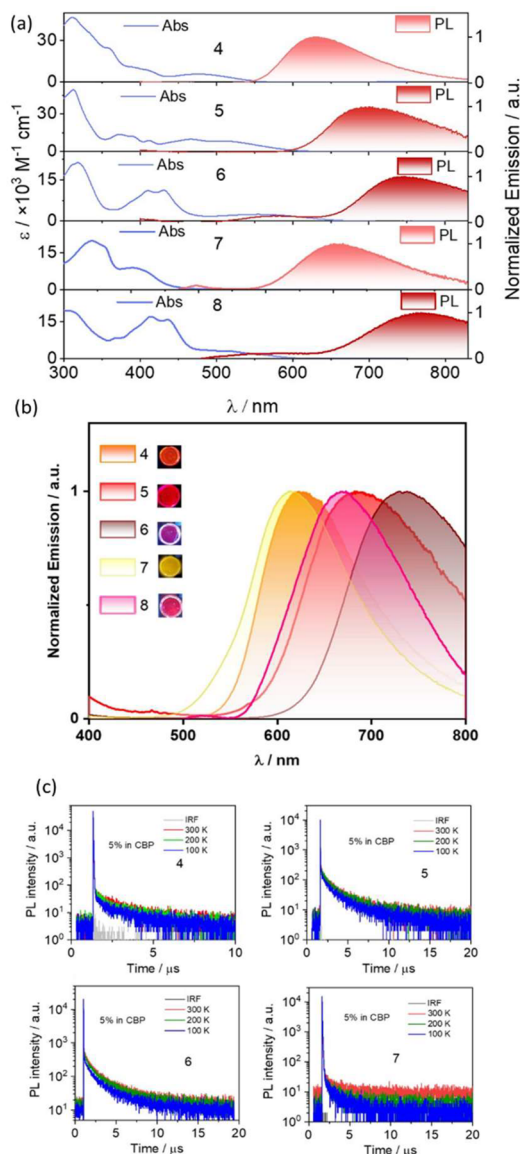 (a)
Abs 4 PL
30
0
1
0
Abs 5 PL
30
0
1
0
Abs 6 PL
15
0
1
0
Abs 7 PL
15
0
1
0
Abs 8 PL
15
0
1
0
ε / ×10³ M⁻¹ cm⁻¹
Normalized Emission / a.u.
300 400 500 600 700 800
λ / nm
(b)
Normalized Emission / a.u.
1
0
4
5
6
7
8
400 500 600 700 800
λ / nm
(c)
PL intensity / a.u.
10⁴
10³
10²
10¹
10⁰
5% in CBP
4
IRF
300 K
200 K
100 K
0 5 10
Time / μs
PL intensity / a.u.
10⁴
10³
10²
10¹
10⁰
5% in CBP
5
IRF
300 K
200 K
100 K
0 5 10 15 20
Time / μs
PL intensity / a.u.
10⁴
10³
10²
10¹
5% in CBP
6
IRF
300 K
200 K
100 K
0 5 10 15 20
Time / μs
PL intensity / a.u.
10⁴
10³
10²
10¹
10⁰
5% in CBP
7
IRF
300 K
200 K
100 K
0 5 10 15 20
Time / μs